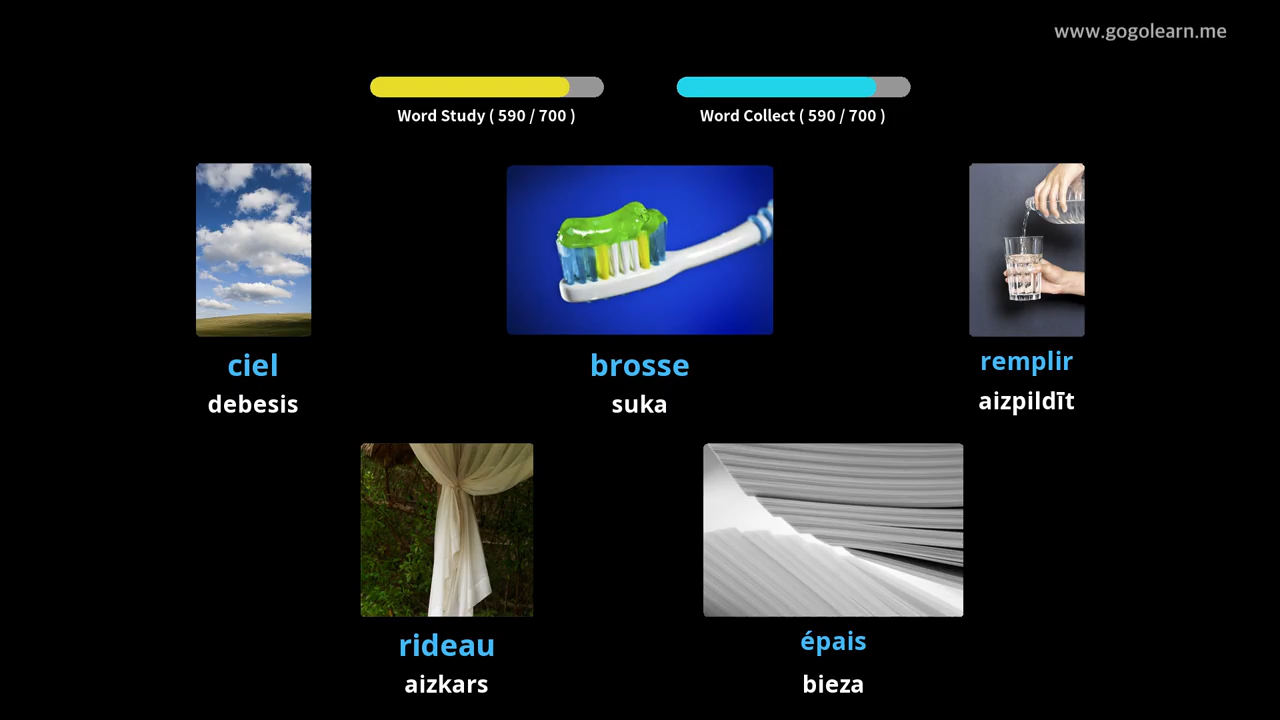 www.gogolearn.me
Word Study ( 590 / 700 )
Word Collect ( 590 / 700 )
ciel
debesis
brosse
suka
remplir
aizpildīt
rideau
aizkars
épais
bieza